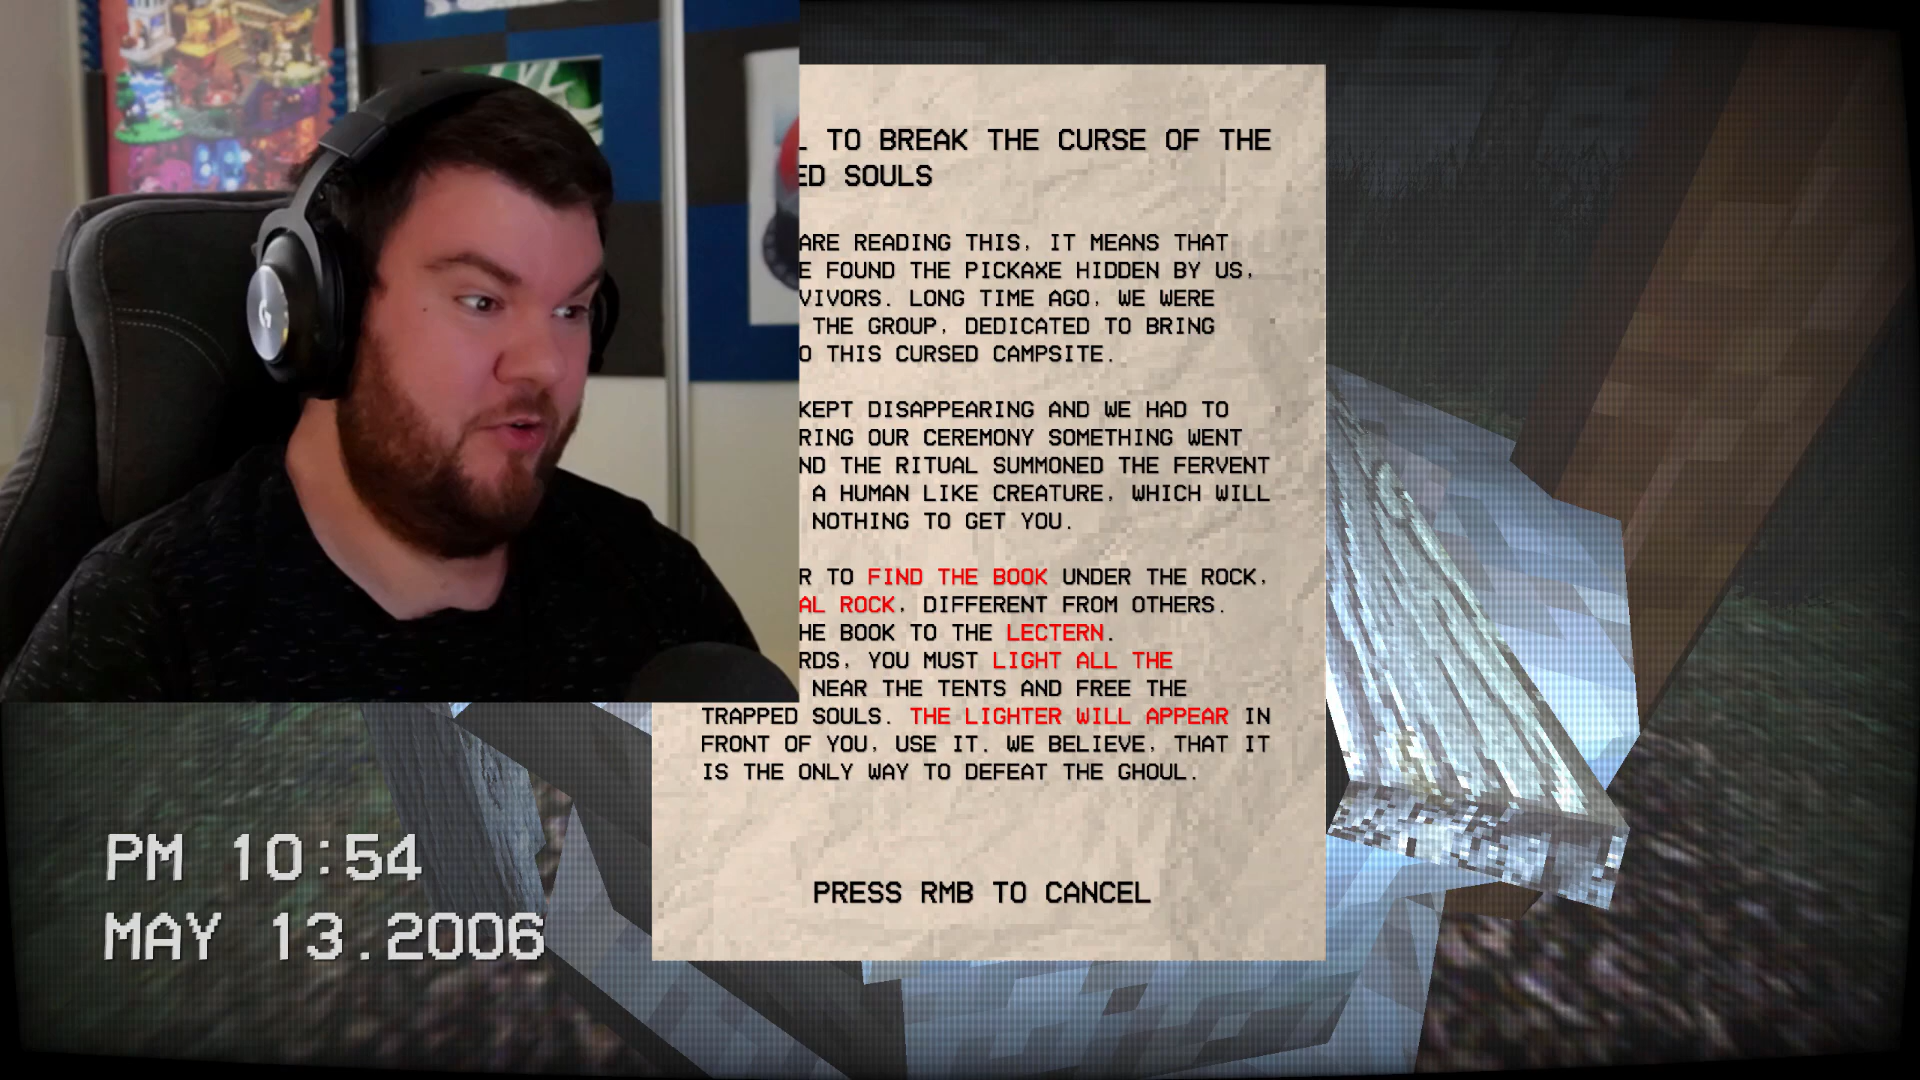 TO BREAK THE CURSE OF THE
ED SOULS
ARE READING THIS, IT MEANS THAT
E FOUND THE PICKAXE HIDDEN BY US,
VIVORS. LONG TIME AGO, WE WERE
THE GROUP, DEDICATED TO BRING
O THIS CURSED CAMPSITE.
KEPT DISAPPEARING AND WE HAD TO
RING OUR CEREMONY SOMETHING WENT
ND THE RITUAL SUMMONED THE FERVENT
A HUMAN LIKE CREATURE, WHICH WILL
NOTHING TO GET YOU.
R TO FIND THE BOOK UNDER THE ROCK,
AL ROCK, DIFFERENT FROM OTHERS.
HE BOOK TO THE LECTERN.
RDS, YOU MUST LIGHT ALL THE
NEAR THE TENTS AND FREE THE
TRAPPED SOULS. THE LIGHTER WILL APPEAR IN
FRONT OF YOU, USE IT. WE BELIEVE, THAT IT
IS THE ONLY WAY TO DEFEAT THE GHOUL.
PRESS RMB TO CANCEL
PM 10:54
MAY 13.2006